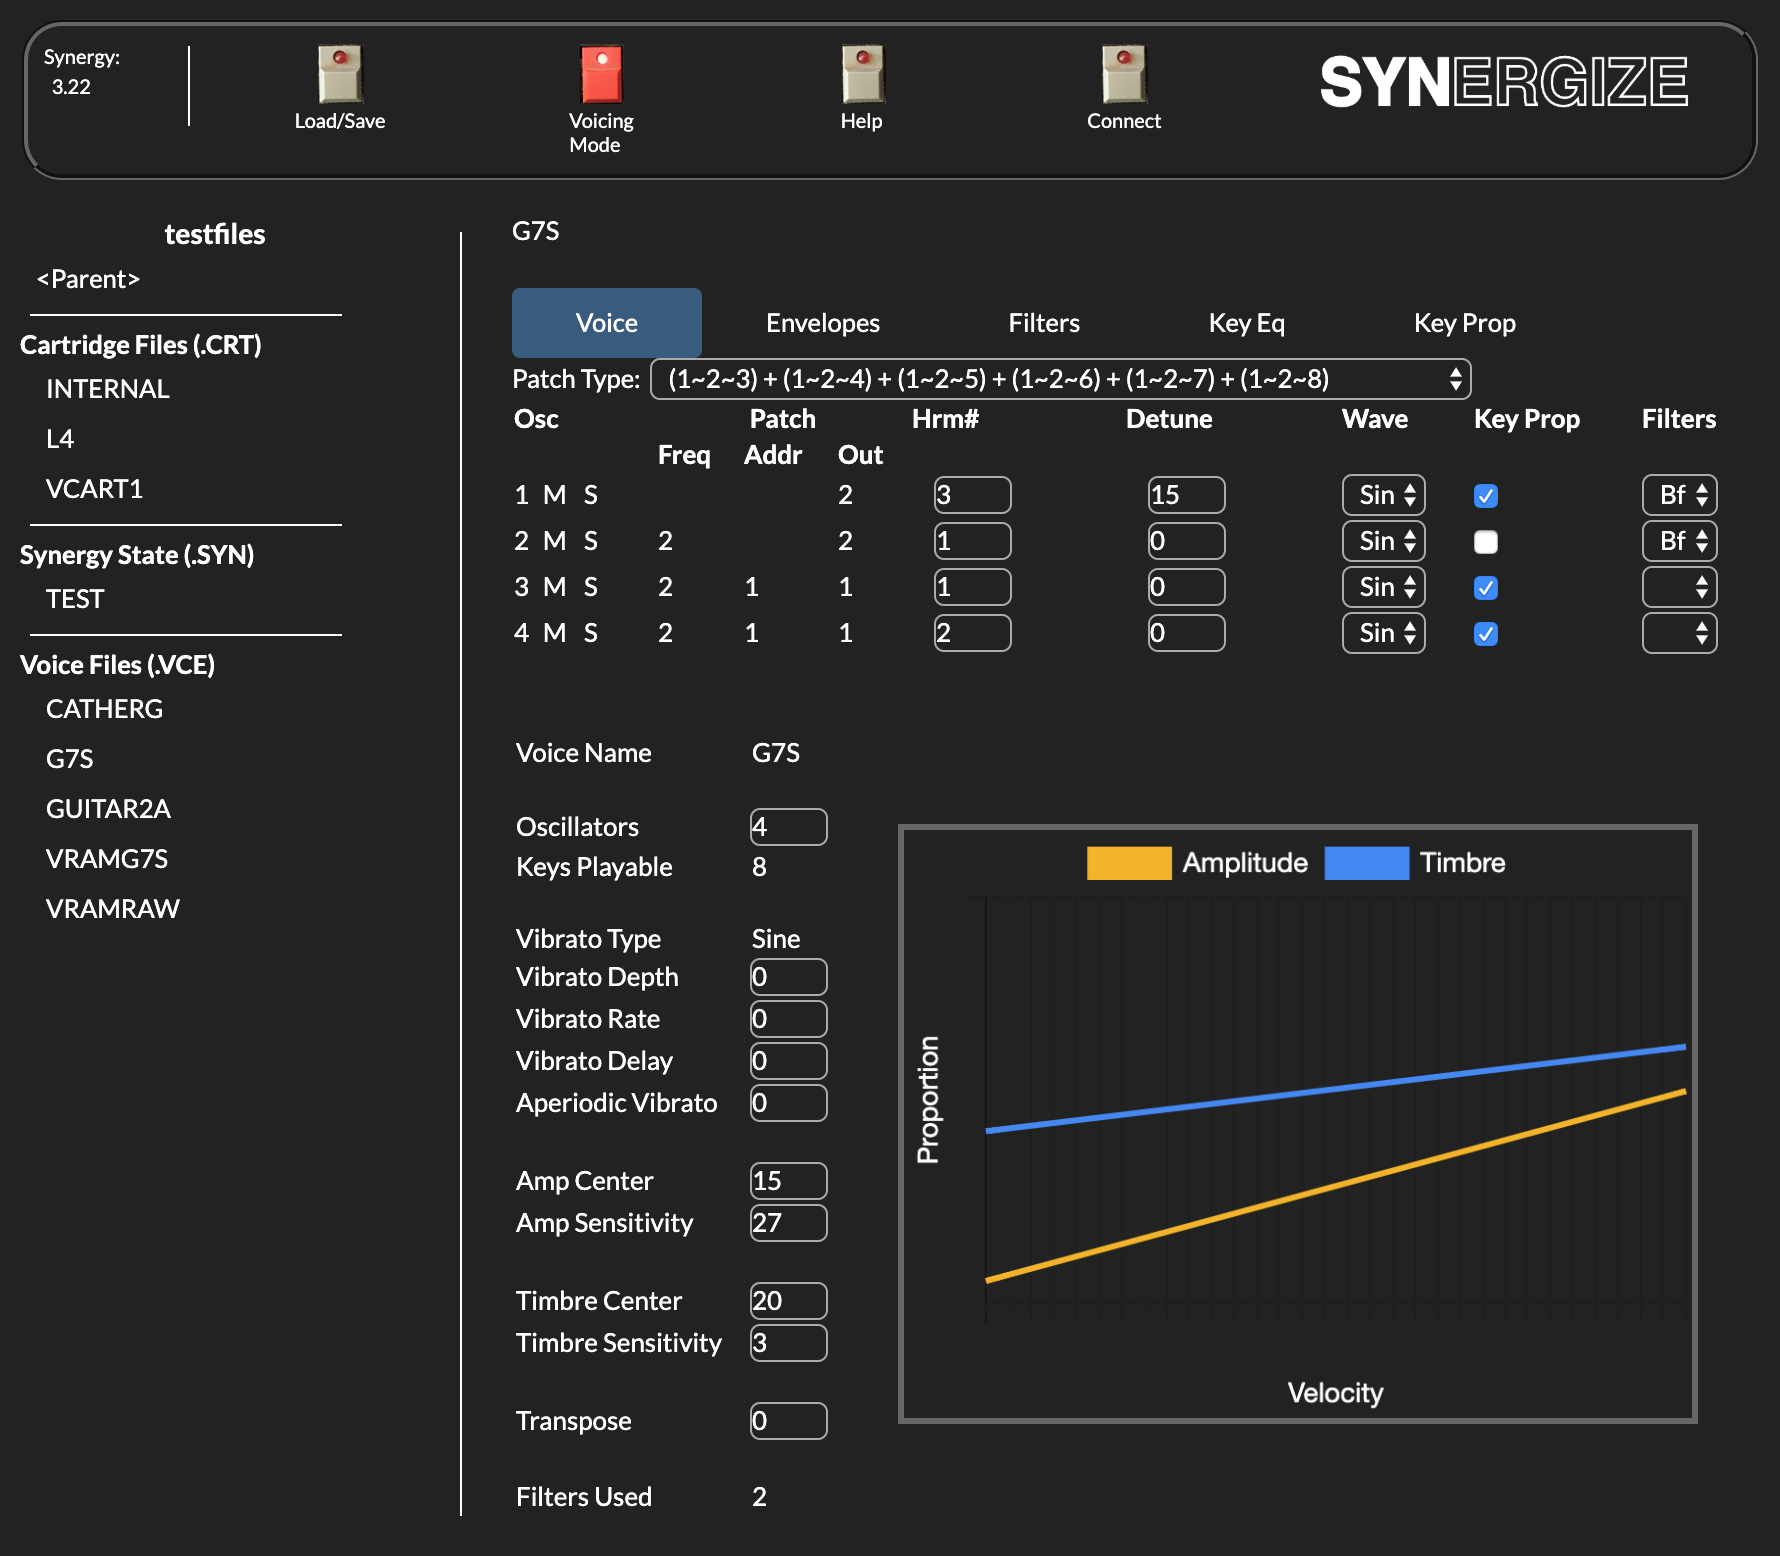 Synergy:
3.22
Load/Save
Voicing
Mode
Help
Connect
SYNERGIZE
testfiles
<Parent>
Cartridge Files (.CRT)
INTERNAL
L4
VCART1
Synergy State (.SYN)
TEST
Voice Files (.VCE)
CATHERG
G7S
GUITAR2A
VRAMG7S
VRAMRAW
G7S
Voice Envelopes Filters Key Eq Key Prop
Patch Type: (1~2~3) + (1~2~4) + (1~2~5) + (1~2~6) + (1~2~7) + (1~2~8)
Osc Patch Hrm# Detune Wave Key Prop Filters
Freq Addr Out
1 M S 2 3 15 Sin Bf
2 M S 2 2 1 0 Sin Bf
3 M S 2 1 1 1 0 Sin
4 M S 2 1 1 2 0 Sin
Voice Name G7S
Oscillators 4
Keys Playable 8
Vibrato Type Sine
Vibrato Depth 0
Vibrato Rate 0
Vibrato Delay 0
Aperiodic Vibrato 0
Amp Center 15
Amp Sensitivity 27
Timbre Center 20
Timbre Sensitivity 3
Transpose 0
Filters Used 2
Amplitude Timbre
Proportion
Velocity